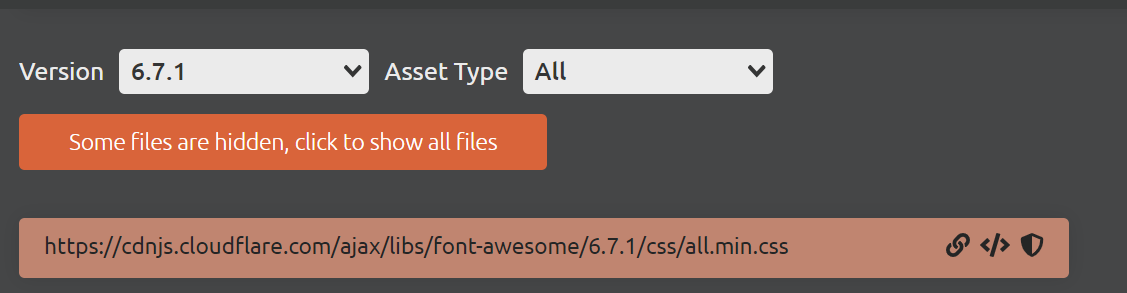 Version 6.7.1 Asset Type All
Some files are hidden, click to show all files
https://cdnjs.cloudflare.com/ajax/libs/font-awesome/6.7.1/css/all.min.css